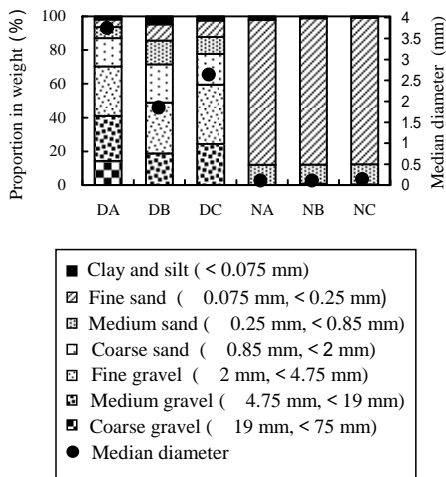 Proportion in weight (%)
100
80
60
40
20
0
4
3.5
3
2.5
2
1.5
1
0.5
0
Median diameter (mm)
DA DB DC NA NB NC
Clay and silt (< 0.075 mm)
Fine sand ( 0.075 mm, < 0.25 mm)
Medium sand ( 0.25 mm, < 0.85 mm)
Coarse sand ( 0.85 mm, < 2 mm)
Fine gravel ( 2 mm, < 4.75 mm)
Medium gravel ( 4.75 mm, < 19 mm)
Coarse gravel ( 19 mm, < 75 mm)
Median diameter